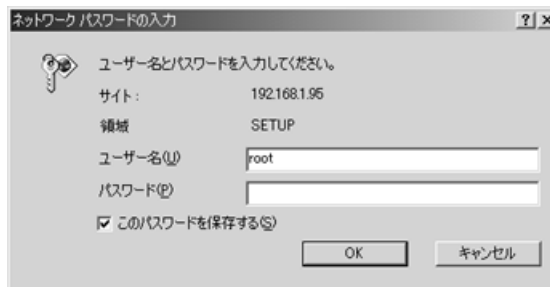 ネットワーク パスワードの入力
ユーザー名とパスワードを入力してください。
サイト: 192.168.1.95
領域 SETUP
ユーザー名(U) root
パスワード(P)
このパスワードを保存する(S)
OK キャンセル